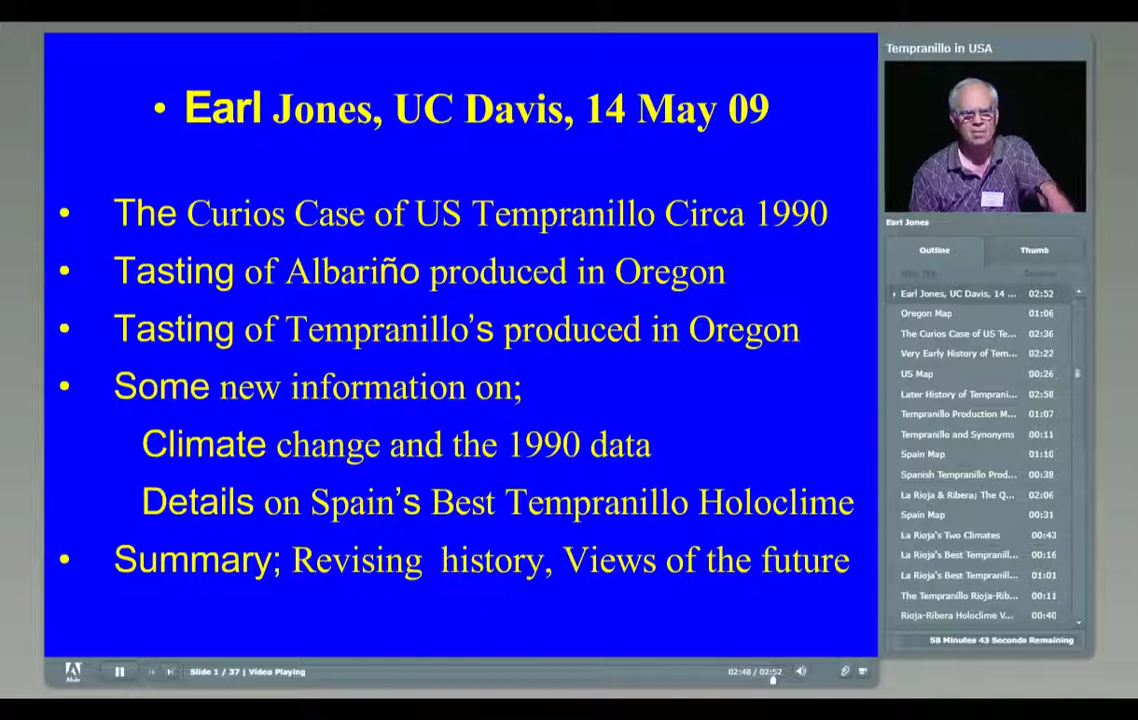 • Earl Jones, UC Davis, 14 May 09
• The Curios Case of US Tempranillo Circa 1990
• Tasting of Albariño produced in Oregon
• Tasting of Tempranillo’s produced in Oregon
• Some new information on;
Climate change and the 1990 data
Details on Spain’s Best Tempranillo Holoclime
• Summary; Revising history, Views of the future
Slide 1 / 37 | Video Playing
02:48 / 02:52
Tempranillo in USA
Earl Jones
Outline Thumb
Earl Jones, UC Davis, 14 ... 02:52
Oregon Map 01:06
The Curios Case of US Te... 02:36
Very Early History of Tem... 02:22
US Map 00:26
Later History of Temprani... 02:58
Tempranillo Production M... 01:07
Tempranillo and Synonyms 00:11
Spain Map 01:10
Spanish Tempranillo Prod... 00:38
La Rioja & Ribera; The Q... 02:06
Spain Map 00:31
La Rioja's Two Climates 00:43
La Rioja's Best Tempranill... 00:16
La Rioja's Best Tempranill... 01:01
The Tempranillo Rioja-Rib... 00:11
Rioja-Ribera Holoclime V... 00:40
58 Minutes 43 Seconds Remaining